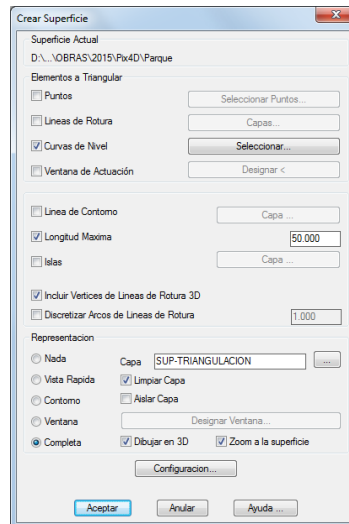 Crear Superficie
Superficie Actual
D:\...\OBRAS\2015\Pix4D\Parque
Elementos a Triangular
Puntos
Seleccionar Puntos...
Lineas de Rotura
Capas...
Curvas de Nivel
Seleccionar...
Ventana de Actuación
Designar <
Linea de Contorno
Capa ...
Longitud Maxima
50.000
Islas
Capa ...
Incluir Vertices de Lineas de Rotura 3D
Discretizar Arcos de Lineas de Rotura
1.000
Representacion
Nada
Capa
SUP-TRIANGULACION
...
Vista Rapida
Limpiar Capa
Contorno
Aislar Capa
Ventana
Designar Ventana...
Completa
Dibujar en 3D
Zoom a la superficie
Configuracion...
Aceptar
Anular
Ayuda ...